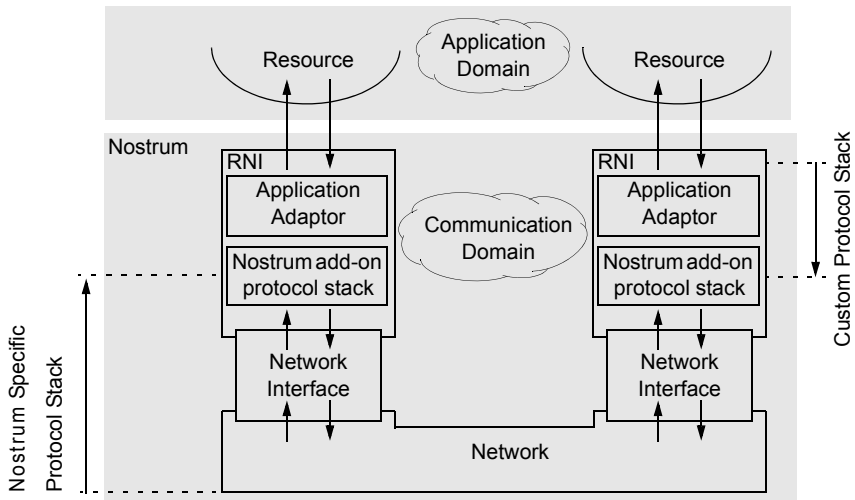 Resource
Application
Domain
Resource
Nostrum
RNI
Application
Adaptor
Nostrum add-on
protocol stack
Communication
Domain
RNI
Application
Adaptor
Nostrum add-on
protocol stack
Custom Protocol Stack
Nostrum Specific
Protocol Stack
Network
Interface
Network
Interface
Network